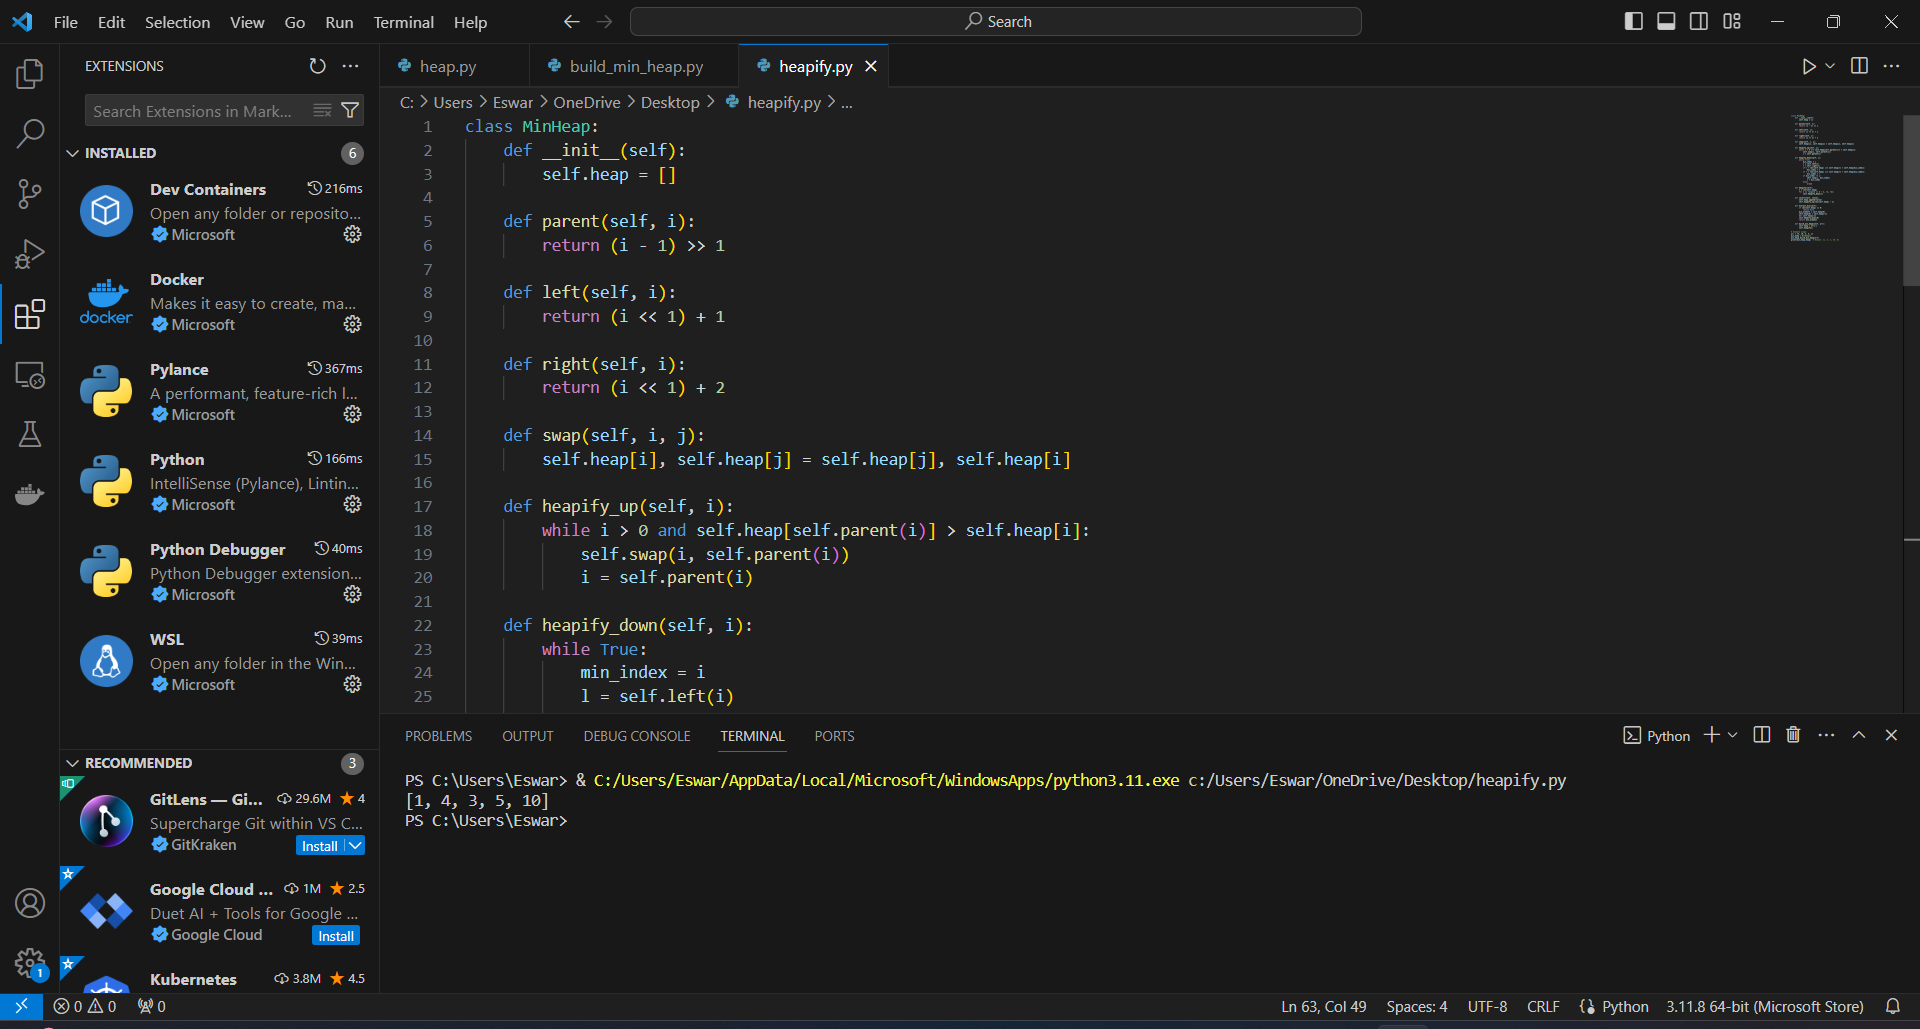 File Edit Selection View Go Run Terminal Help
Search
EXTENSIONS
Search Extensions in Mark...
INSTALLED 6
Dev Containers 216ms
Open any folder or reposito...
Microsoft
Docker
Makes it easy to create, ma...
docker
Microsoft
Pylance 367ms
A performant, feature-rich l...
Microsoft
Python 166ms
IntelliSense (Pylance), Lintin...
Microsoft
Python Debugger 40ms
Python Debugger extension...
Microsoft
WSL 39ms
Open any folder in the Win...
Microsoft
RECOMMENDED 3
GitLens — Gi... 29.6M 4
Supercharge Git within VS C...
GitKraken Install
Google Cloud ... 1M 2.5
Duet AI + Tools for Google ...
Google Cloud Install
Kubernetes 3.8M 4.5
1
heap.py build_min_heap.py heapify.py
C: > Users > Eswar > OneDrive > Desktop > heapify.py > ...
1 class MinHeap:
2 def __init__(self):
3 self.heap = []
4
5 def parent(self, i):
6 return (i - 1) >> 1
7
8 def left(self, i):
9 return (i << 1) + 1
10
11 def right(self, i):
12 return (i << 1) + 2
13
14 def swap(self, i, j):
15 self.heap[i], self.heap[j] = self.heap[j], self.heap[i]
16
17 def heapify_up(self, i):
18 while i > 0 and self.heap[self.parent(i)] > self.heap[i]:
19 self.swap(i, self.parent(i))
20 i = self.parent(i)
21
22 def heapify_down(self, i):
23 while True:
24 min_index = i
25 l = self.left(i)
PROBLEMS OUTPUT DEBUG CONSOLE TERMINAL PORTS
Python
PS C:\Users\Eswar> & C:/Users/Eswar/AppData/Local/Microsoft/WindowsApps/python3.11.exe c:/Users/Eswar/OneDrive/Desktop/heapify.py
[1, 4, 3, 5, 10]
PS C:\Users\Eswar>
0 0 0
Ln 63, Col 49 Spaces: 4 UTF-8 CRLF {} Python 3.11.8 64-bit (Microsoft Store)